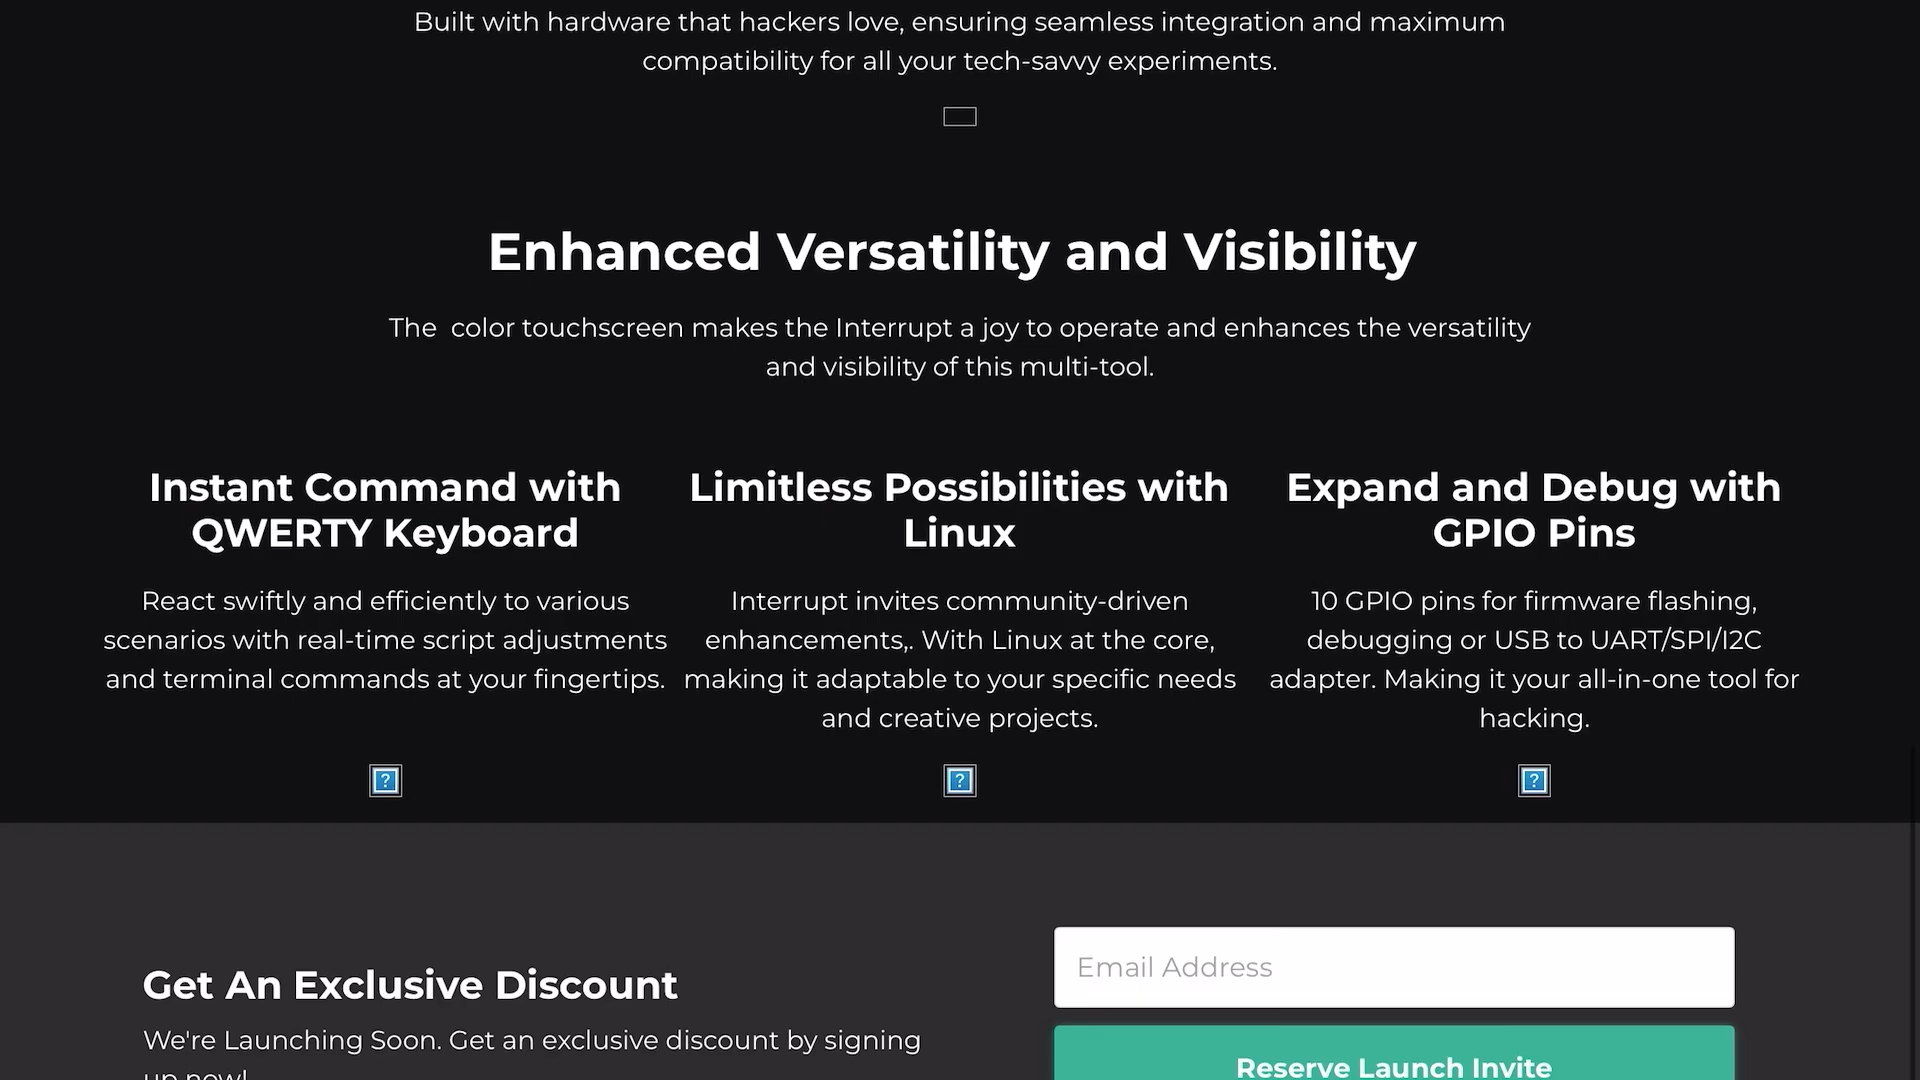 Built with hardware that hackers love, ensuring seamless integration and maximum
compatibility for all your tech-savvy experiments.
Enhanced Versatility and Visibility
The  color touchscreen makes the Interrupt a joy to operate and enhances the versatility
and visibility of this multi-tool.
Instant Command with
QWERTY Keyboard
React swiftly and efficiently to various
scenarios with real-time script adjustments
and terminal commands at your fingertips.
Limitless Possibilities with
Linux
Interrupt invites community-driven
enhancements,. With Linux at the core,
making it adaptable to your specific needs
and creative projects.
Expand and Debug with
GPIO Pins
10 GPIO pins for firmware flashing,
debugging or USB to UART/SPI/I2C
adapter. Making it your all-in-one tool for
hacking.
?
?
?
Get An Exclusive Discount
We're Launching Soon. Get an exclusive discount by signing
up now!
Email Address
Reserve Launch Invite